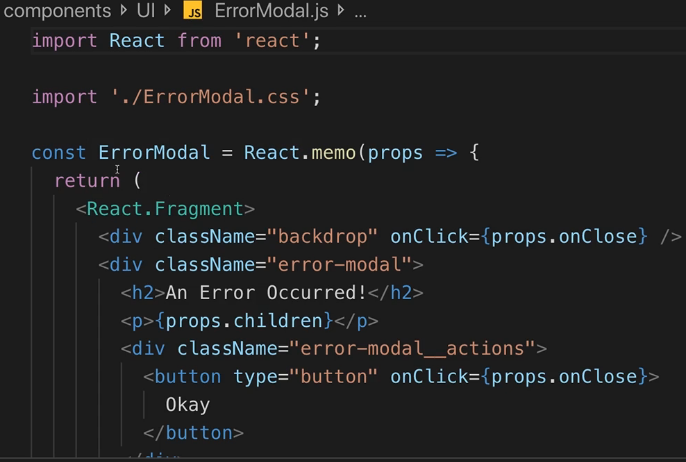 components > UI > JS ErrorModal.js > ...
import React from 'react';
import './ErrorModal.css';
const ErrorModal = React.memo(props => {
return (
<React.Fragment>
<div className="backdrop" onClick={props.onClose} />
<div className="error-modal">
<h2>An Error Occurred!</h2>
<p>{props.children}</p>
<div className="error-modal__actions">
<button type="button" onClick={props.onClose}>
Okay
</button>
</div>